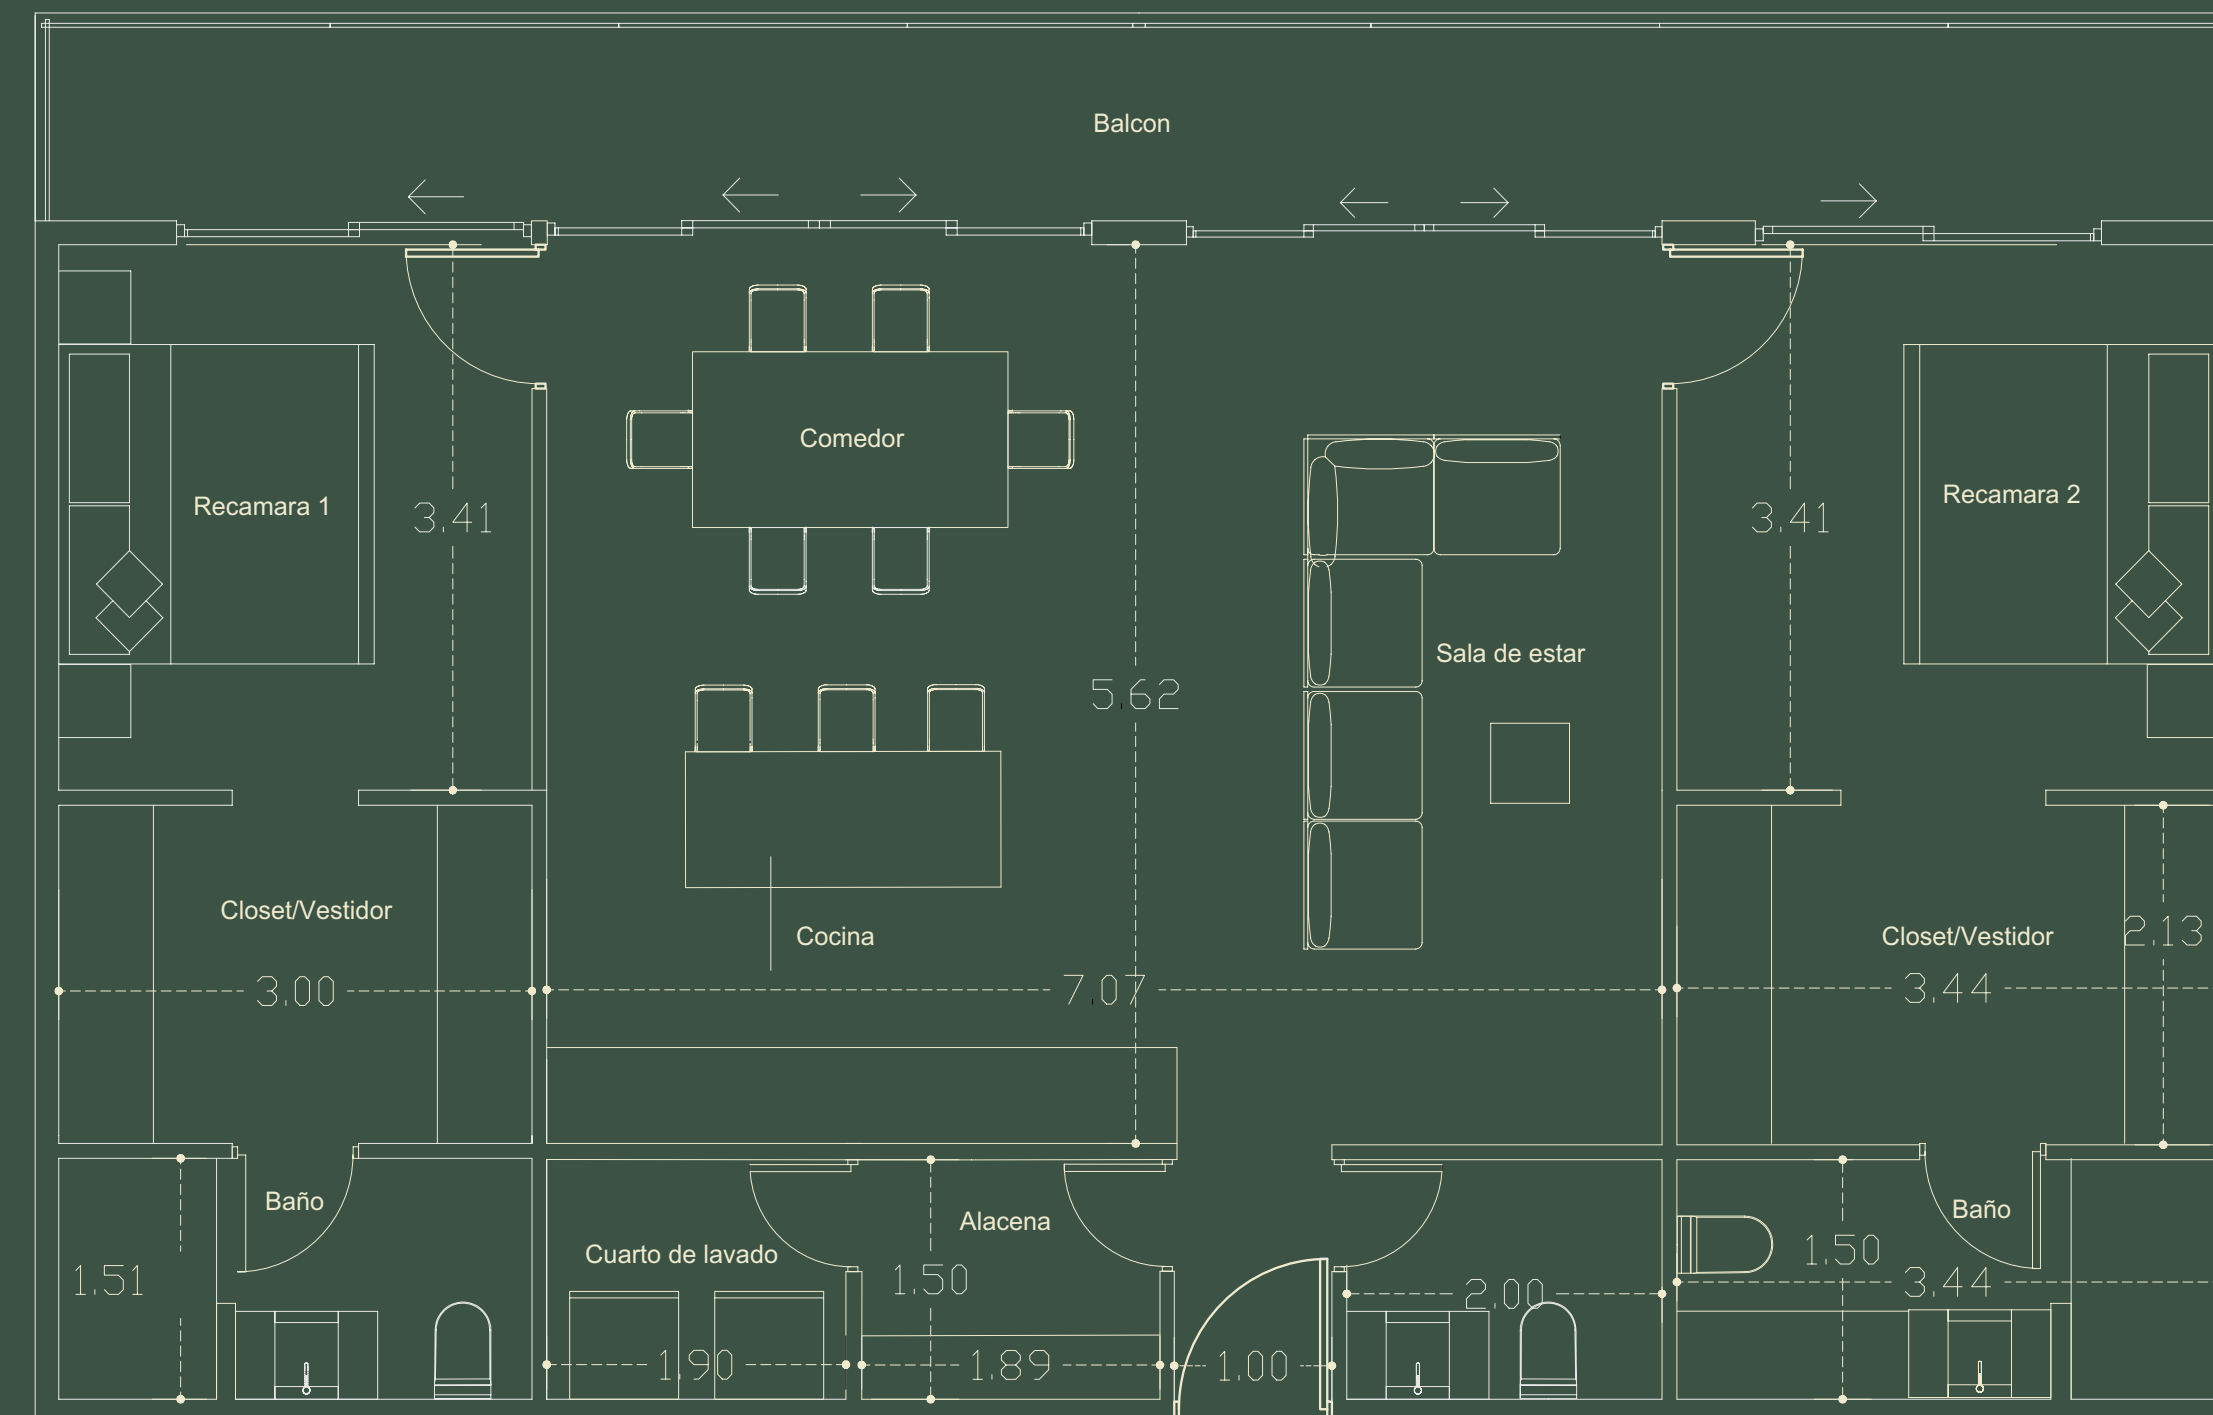 Balcon
Comedor
Recamara 1
Recamara 2
3.41
3.41
Sala de estar
5.62
Closet/Vestidor
Cocina
Closet/Vestidor
2.13
3.00
7.07
3.44
Baño
Baño
Alacena
Cuarto de lavado
1.50
1.51
1.50
3.44
2.00
1.90
1.89
1.00